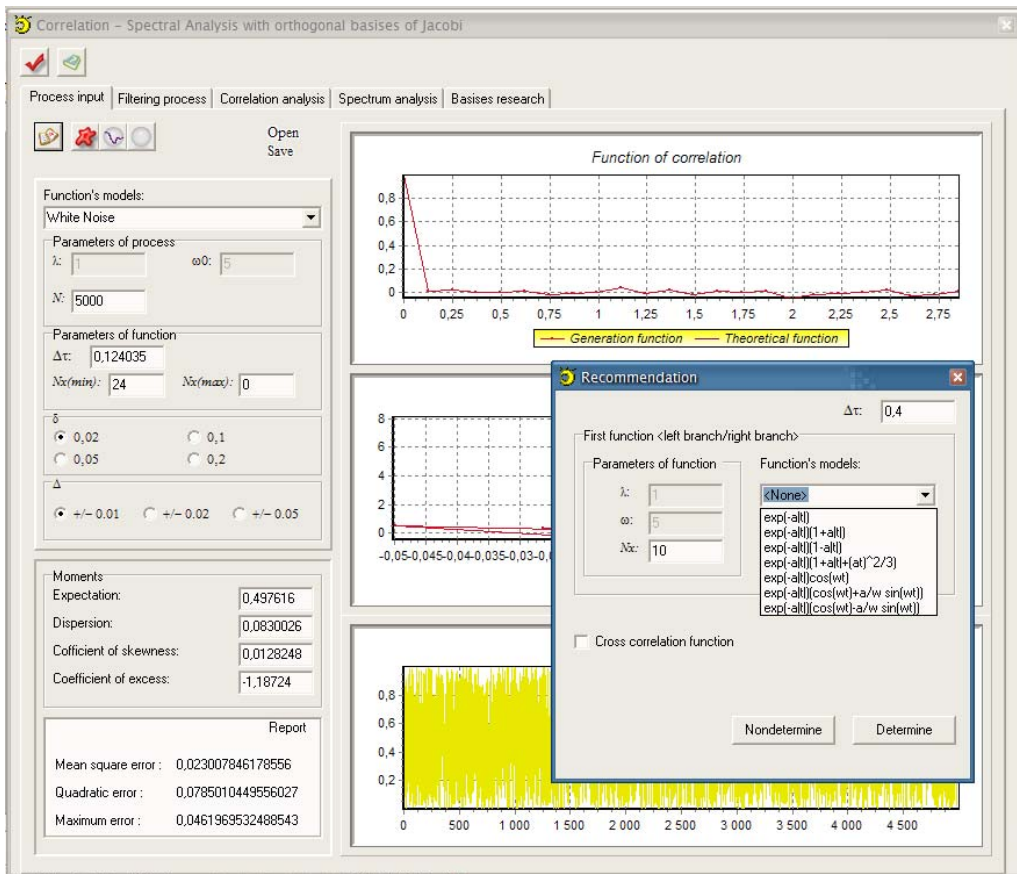 Correlation – Spectral Analysis with orthogonal basises of Jacobi
Process input Filtering process Correlation analysis Spectrum analysis Basises research
Open
Save
Function's models:
White Noise
Parameters of process
λ: 1 ω0: 5
N: 5000
Parameters of function
Δτ: 0,124035
Nx(min): 24 Nx(max): 0
δ
0,02 0,1
0,05 0,2
Δ
+/– 0.01 +/– 0.02 +/– 0.05
Moments
Expectation: 0,497616
Dispersion: 0,0830026
Cofficient of skewness: 0,0128248
Coefficient of excess: -1,18724
Report
Mean square error : 0,023007846178556
Quadratic error : 0,0785010449556027
Maximum error : 0,0461969532488543
Function of correlation
0,8
0,6
0,4
0,2
0
0 0,25 0,5 0,75 1 1,25 1,5 1,75 2 2,25 2,5 2,75
Generation function Theoretical function
8
6
4
2
0
-0,05 -0,045 -0,04 -0,035 -0,03
0,8
0,6
0,4
0,2
0 500 1 000 1 500 2 000 2 500 3 000 3 500 4 000 4 500
Recommendation
Δτ: 0,4
First function <left branch/right branch>
Parameters of function
λ: 1
ω: 5
Nx: 10
Function's models:
<None>
exp(-a|t|)
exp(-a|t|)(1+a|t|)
exp(-a|t|)(1-a|t|)
exp(-a|t|)(1+a|t|+(at)^2/3)
exp(-a|t|)cos(wt)
exp(-a|t|)(cos(wt)+a/w sin(wt))
exp(-a|t|)(cos(wt)-a/w sin(wt))
Cross correlation function
Nondetermine Determine